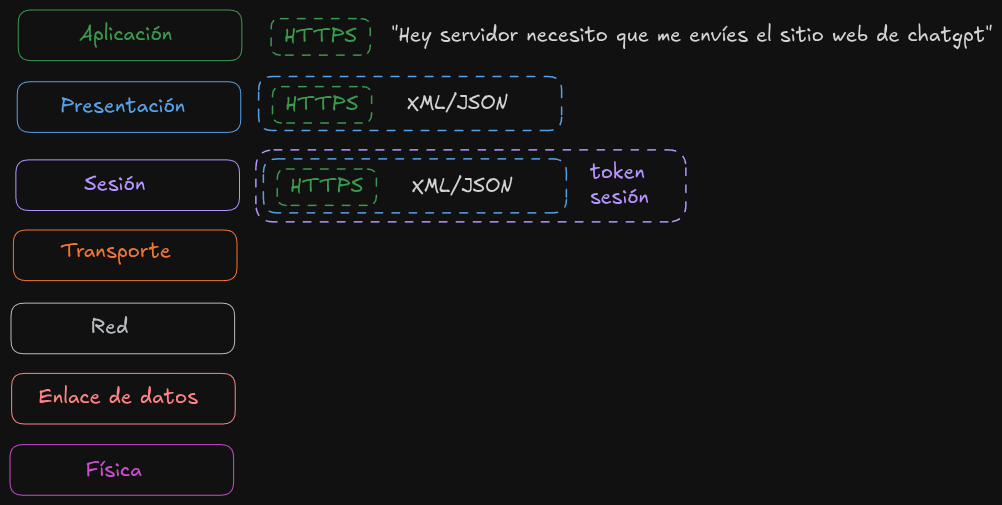 Aplicación
HTTPS
"Hey servidor necesito que me envíes el sitio web de chatgpt"
Presentación
HTTPS
XML/JSON
Sesión
HTTPS
XML/JSON
token
sesión
Transporte
Red
Enlace de datos
Física